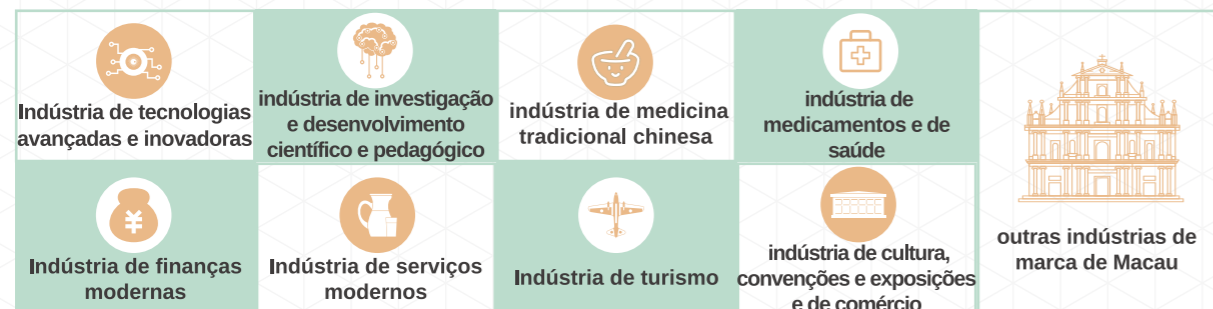 Indústria de tecnologias
avançadas e inovadoras
indústria de investigação
e desenvolvimento
científico e pedagógico
indústria de medicina
tradicional chinesa
indústria de
medicamentos e de
saúde
Indústria de finanças
modernas
Indústria de serviços
modernos
Indústria de turismo
indústria de cultura,
convenções e exposições
e de comércio
outras indústrias de
marca de Macau
¥